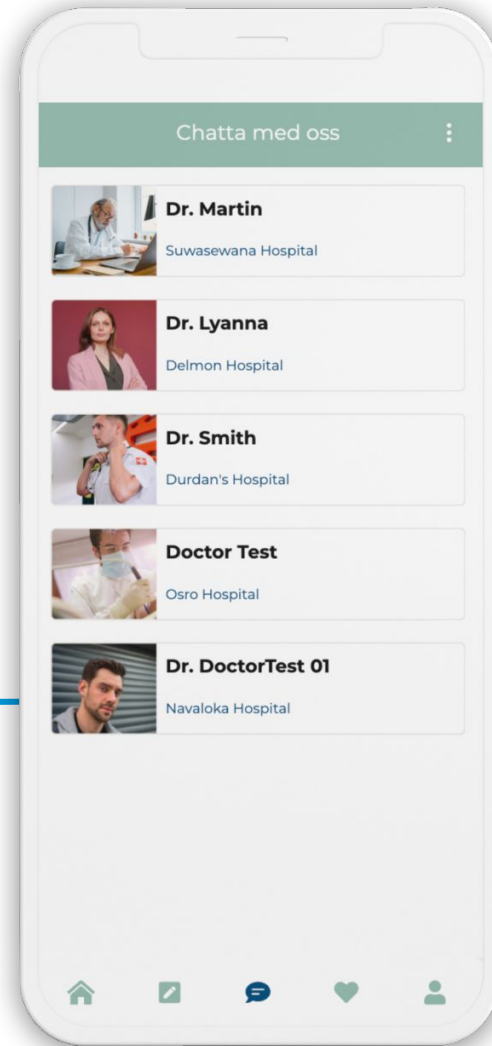 Chatta med oss
Dr. Martin
Suwasewana Hospital
Dr. Lyanna
Delmon Hospital
Dr. Smith
Durdan's Hospital
Doctor Test
Osro Hospital
Dr. DoctorTest 01
Navaloka Hospital